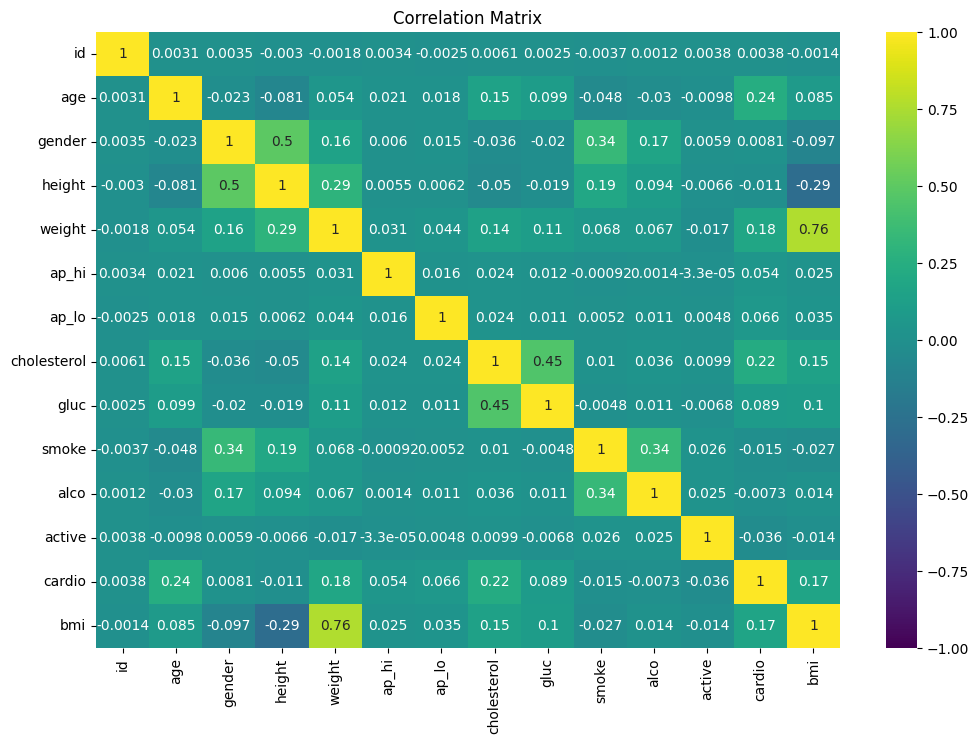 Correlation Matrix
id 1 0.0031 0.0035 -0.003 -0.0018 0.0034 -0.0025 0.0061 0.0025 -0.0037 0.0012 0.0038 0.0038 -0.0014
age 0.0031 1 -0.023 -0.081 0.054 0.021 0.018 0.15 0.099 -0.048 -0.03 -0.0098 0.24 0.085
gender 0.0035 -0.023 1 0.5 0.16 0.006 0.015 -0.036 -0.02 0.34 0.17 0.0059 0.0081 -0.097
height -0.003 -0.081 0.5 1 0.29 0.0055 0.0062 -0.05 -0.019 0.19 0.094 -0.0066 -0.011 -0.29
weight -0.0018 0.054 0.16 0.29 1 0.031 0.044 0.14 0.11 0.068 0.067 -0.017 0.18 0.76
ap_hi 0.0034 0.021 0.006 0.0055 0.031 1 0.016 0.024 0.012 -0.00092 0.0014 -3.3e-05 0.054 0.025
ap_lo -0.0025 0.018 0.015 0.0062 0.044 0.016 1 0.024 0.011 0.0052 0.011 0.0048 0.066 0.035
cholesterol 0.0061 0.15 -0.036 -0.05 0.14 0.024 0.024 1 0.45 0.01 0.036 0.0099 0.22 0.15
gluc 0.0025 0.099 -0.02 -0.019 0.11 0.012 0.011 0.45 1 -0.0048 0.011 -0.0068 0.089 0.1
smoke -0.0037 -0.048 0.34 0.19 0.068 -0.00092 0.0052 0.01 -0.0048 1 0.34 0.026 -0.015 -0.027
alco 0.0012 -0.03 0.17 0.094 0.067 0.0014 0.011 0.036 0.011 0.34 1 0.025 -0.0073 0.014
active 0.0038 -0.0098 0.0059 -0.0066 -0.017 -3.3e-05 0.0048 0.0099 -0.0068 0.026 0.025 1 -0.036 -0.014
cardio 0.0038 0.24 0.0081 -0.011 0.18 0.054 0.066 0.22 0.089 -0.015 -0.0073 -0.036 1 0.17
bmi -0.0014 0.085 -0.097 -0.29 0.76 0.025 0.035 0.15 0.1 -0.027 0.014 -0.014 0.17 1
id age gender height weight ap_hi ap_lo cholesterol gluc smoke alco active cardio bmi
1.00
0.75
0.50
0.25
0.00
−0.25
−0.50
−0.75
−1.00